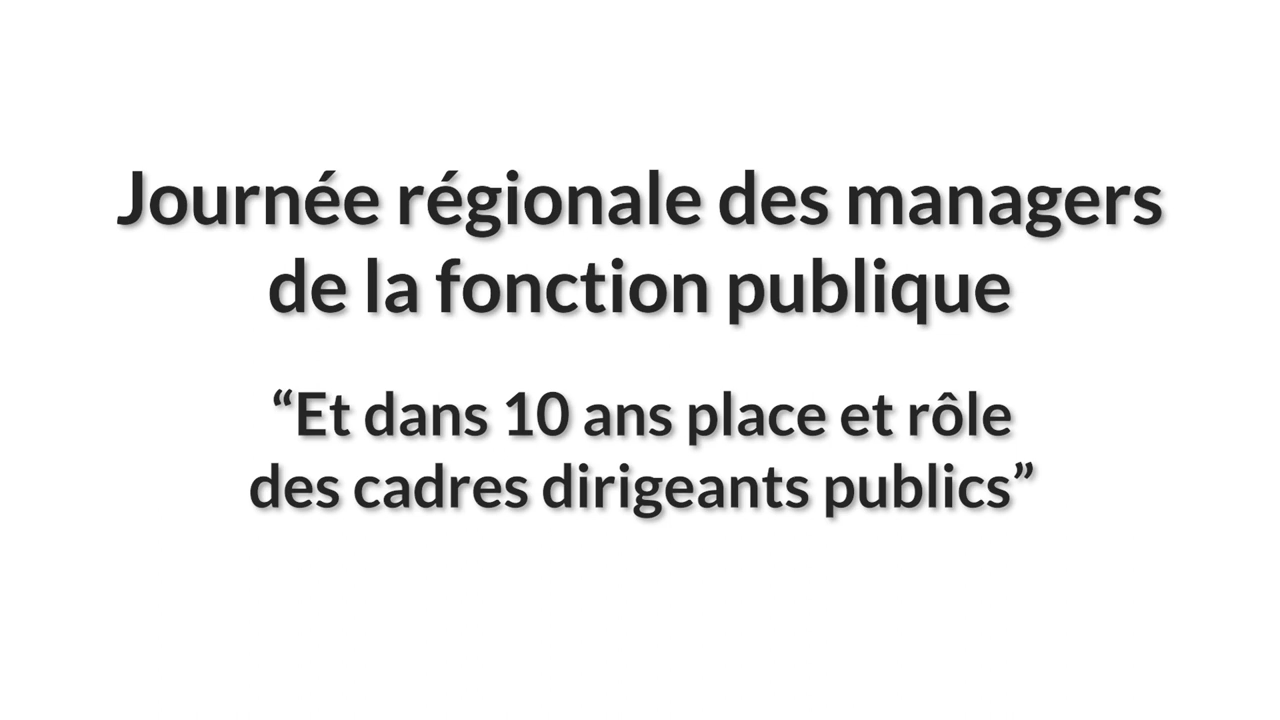 Journée régionale des managers
de la fonction publique
“Et dans 10 ans place et rôle
des cadres dirigeants publics”